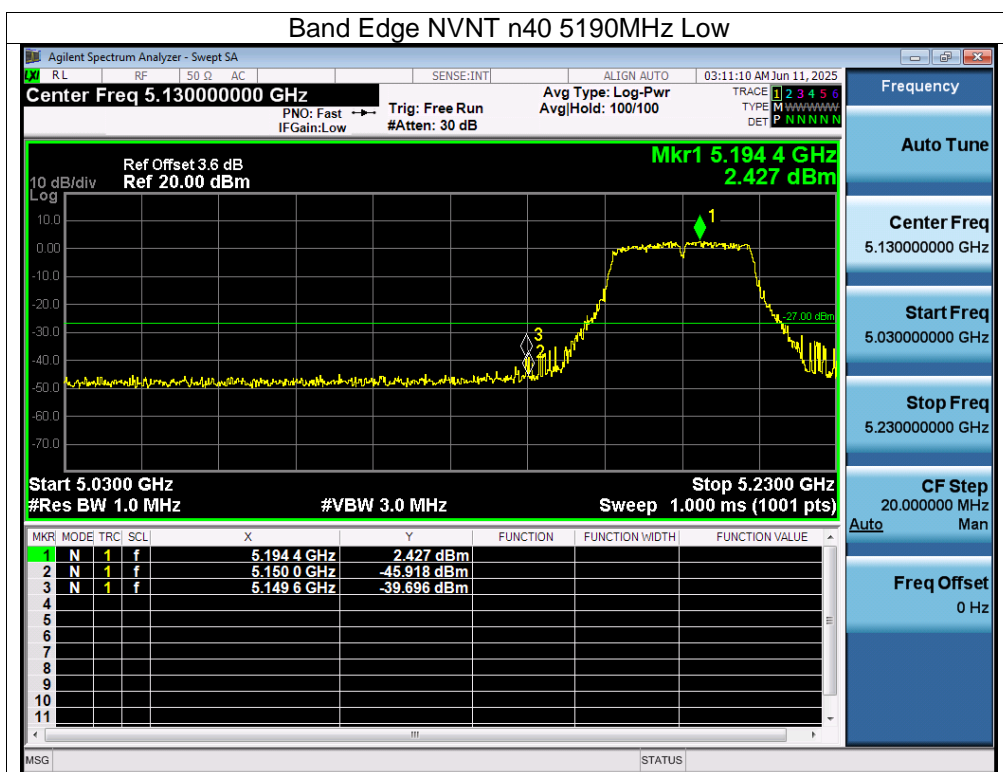 Band Edge NVNT n40 5190MHz Low
Agilent Spectrum Analyzer - Swept SA
LXI RL RF 50 Ω AC SENSE:INT ALIGN AUTO 03:11:10 AM Jun 11, 2025
Center Freq 5.130000000 GHz
PNO: Fast
IFGain:Low
Trig: Free Run
#Atten: 30 dB
Avg Type: Log-Pwr
Avg|Hold: 100/100
TRACE 1 2 3 4 5 6
TYPE M WWWWW
DET P N N N N N
Ref Offset 3.6 dB
10 dB/div Ref 20.00 dBm
Log
Mkr1 5.194 4 GHz
2.427 dBm
10.0
0.00
-10.0
-20.0
-30.0
-40.0
-50.0
-60.0
-70.0
1
-27.00 dBm
3
2
Start 5.0300 GHz Stop 5.2300 GHz
#Res BW 1.0 MHz #VBW 3.0 MHz Sweep 1.000 ms (1001 pts)
MKR MODE TRC SCL X Y FUNCTION FUNCTION WIDTH FUNCTION VALUE
1 N 1 f 5.194 4 GHz 2.427 dBm
2 N 1 f 5.150 0 GHz -45.918 dBm
3 N 1 f 5.149 6 GHz -39.696 dBm
4
5
6
7
8
9
10
11
MSG STATUS
Frequency
Auto Tune
Center Freq
5.130000000 GHz
Start Freq
5.030000000 GHz
Stop Freq
5.230000000 GHz
CF Step
20.000000 MHz
Auto Man
Freq Offset
0 Hz